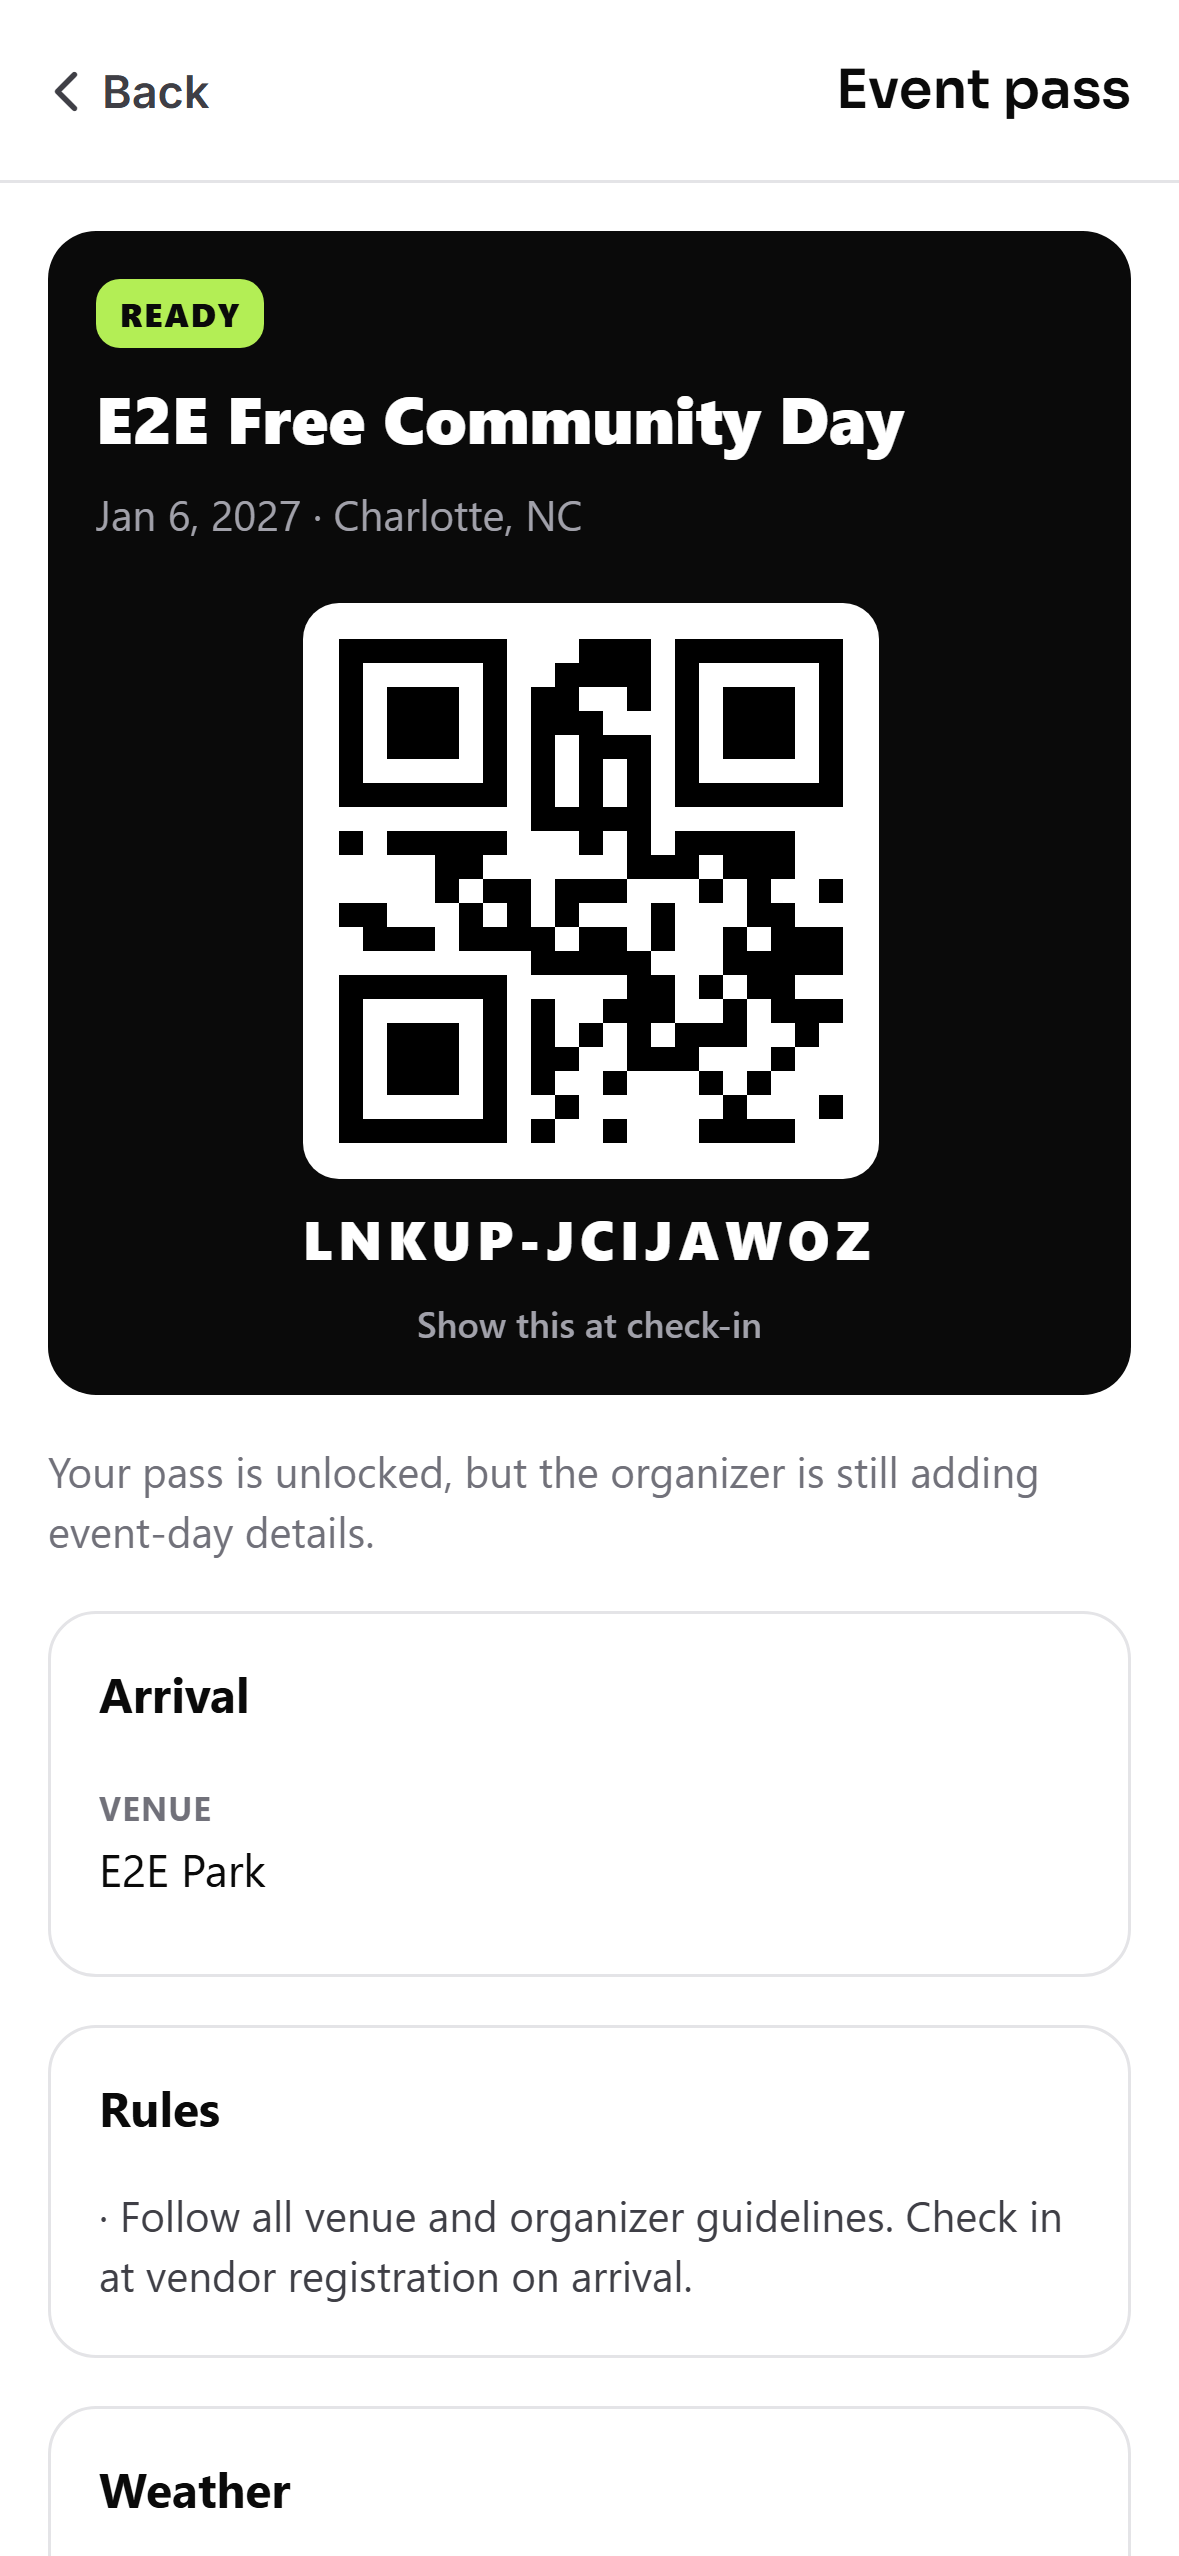 Back
Event pass
READY
E2E Free Community Day
Jan 6, 2027 · Charlotte, NC
LNKUP-JCIJAWOZ
Show this at check-in
Your pass is unlocked, but the organizer is still adding
event-day details.
Arrival
VENUE
E2E Park
Rules
· Follow all venue and organizer guidelines. Check in
at vendor registration on arrival.
Weather